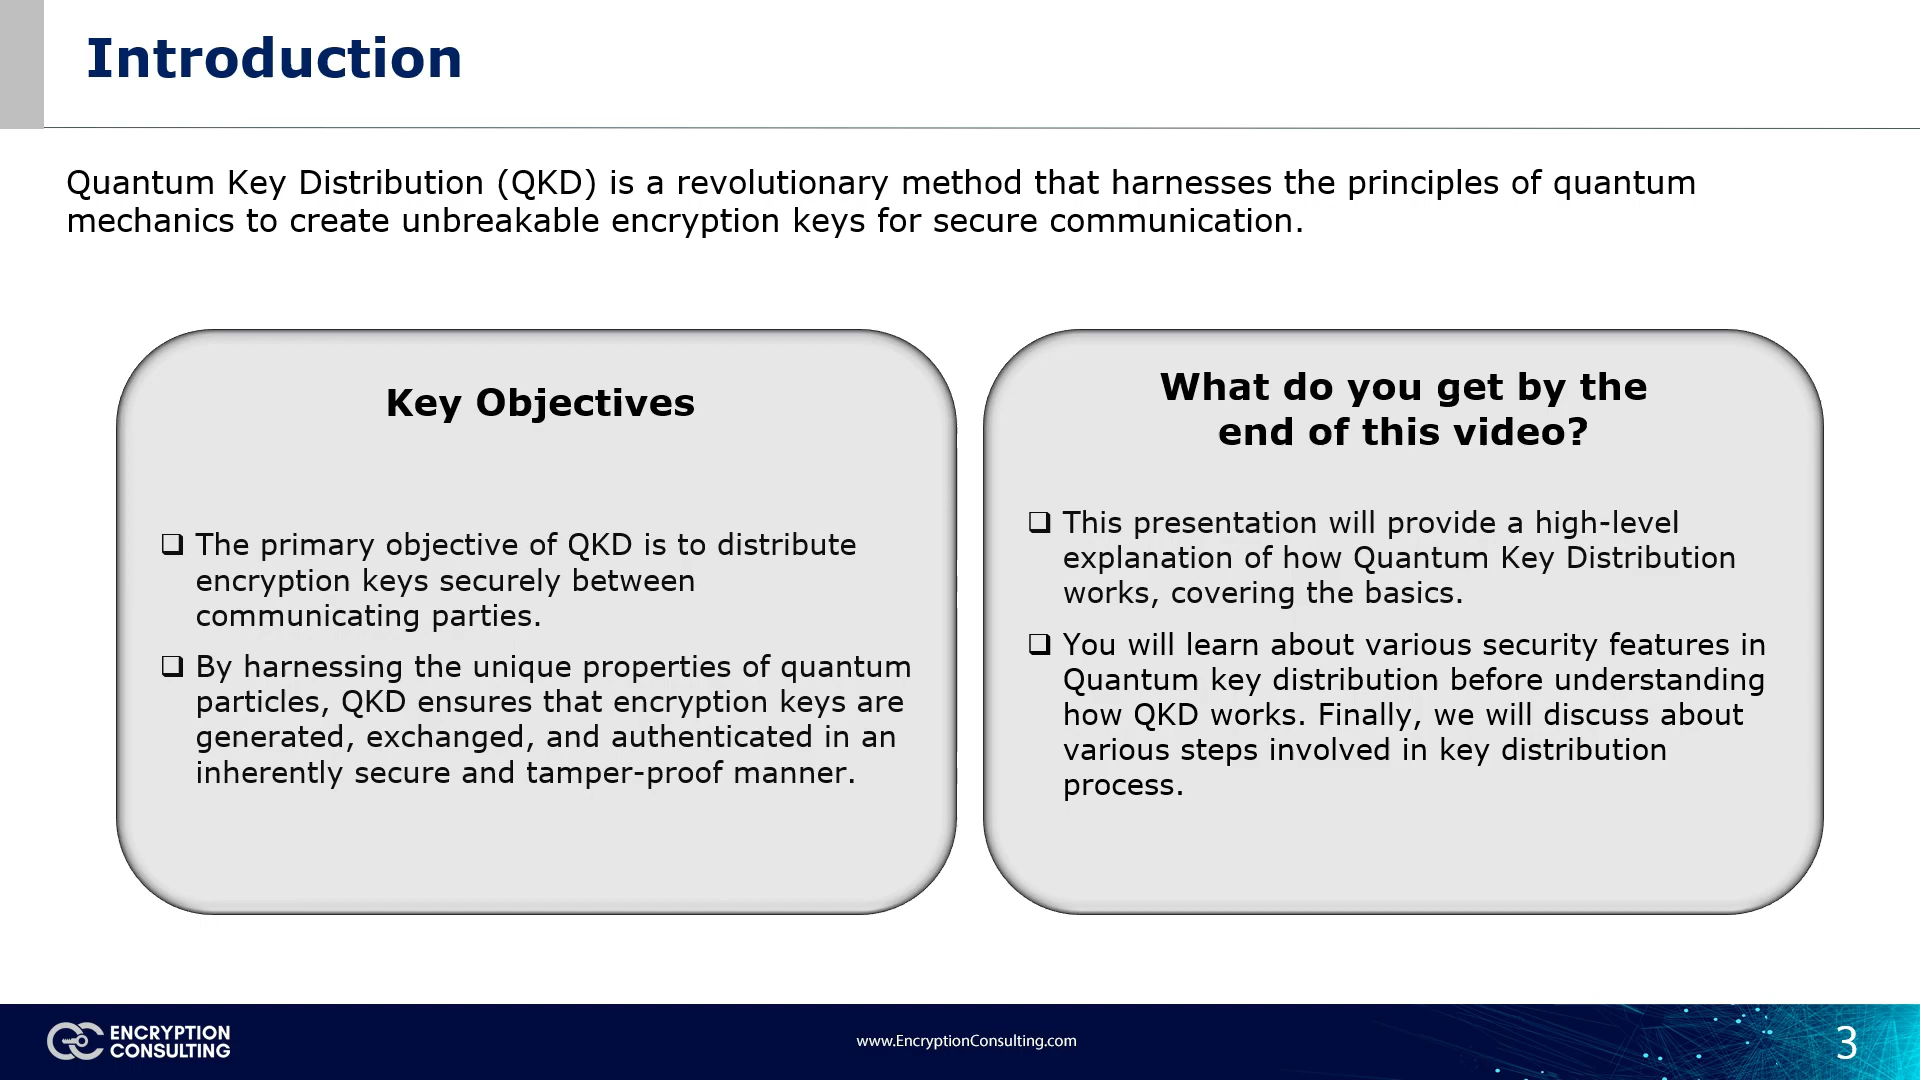 Introduction
Quantum Key Distribution (QKD) is a revolutionary method that harnesses the principles of quantum
mechanics to create unbreakable encryption keys for secure communication.
Key Objectives
❑ The primary objective of QKD is to distribute
encryption keys securely between
communicating parties.
❑ By harnessing the unique properties of quantum
particles, QKD ensures that encryption keys are
generated, exchanged, and authenticated in an
inherently secure and tamper-proof manner.
What do you get by the
end of this video?
❑ This presentation will provide a high-level
explanation of how Quantum Key Distribution
works, covering the basics.
❑ You will learn about various security features in
Quantum key distribution before understanding
how QKD works. Finally, we will discuss about
various steps involved in key distribution
process.
ENCRYPTION
CONSULTING
www.EncryptionConsulting.com
3